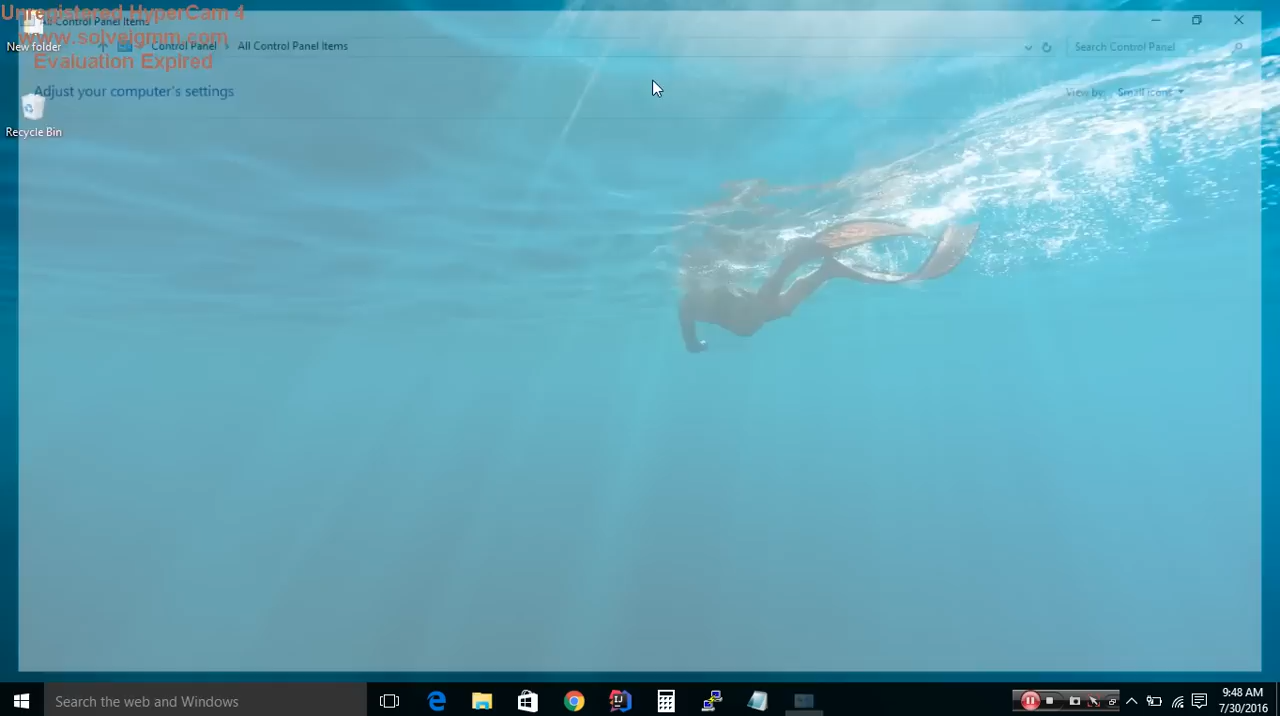 Unregistered HyperCam 4
All Control Panel Items
www.solveigmm.com
New folder
Control Panel
All Control Panel Items
Search Control Panel
Evaluation Expired
Adjust your computer's settings
View by:
Small icons
Recycle Bin
Search the web and Windows
9:48 AM
7/30/2016